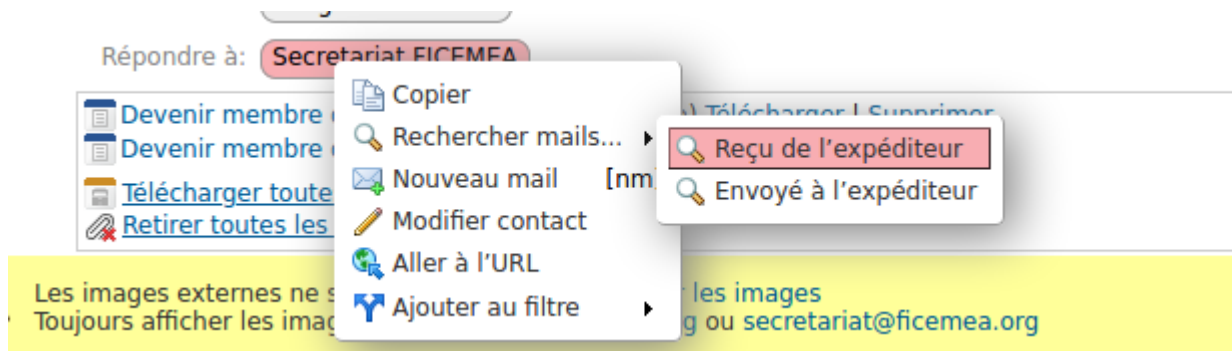 Répondre à: Secretariat FICEMEA
Devenir membre
Télécharger | Supprimer
Devenir membre
Télécharger toute
Retirer toutes les
Copier
Rechercher mails...
Nouveau mail [nm
Modifier contact
Aller à l'URL
Ajouter au filtre
Reçu de l'expéditeur
Envoyé à l'expéditeur
Les images externes ne s
les images
Toujours afficher les imag
g ou secretariat@ficemea.org